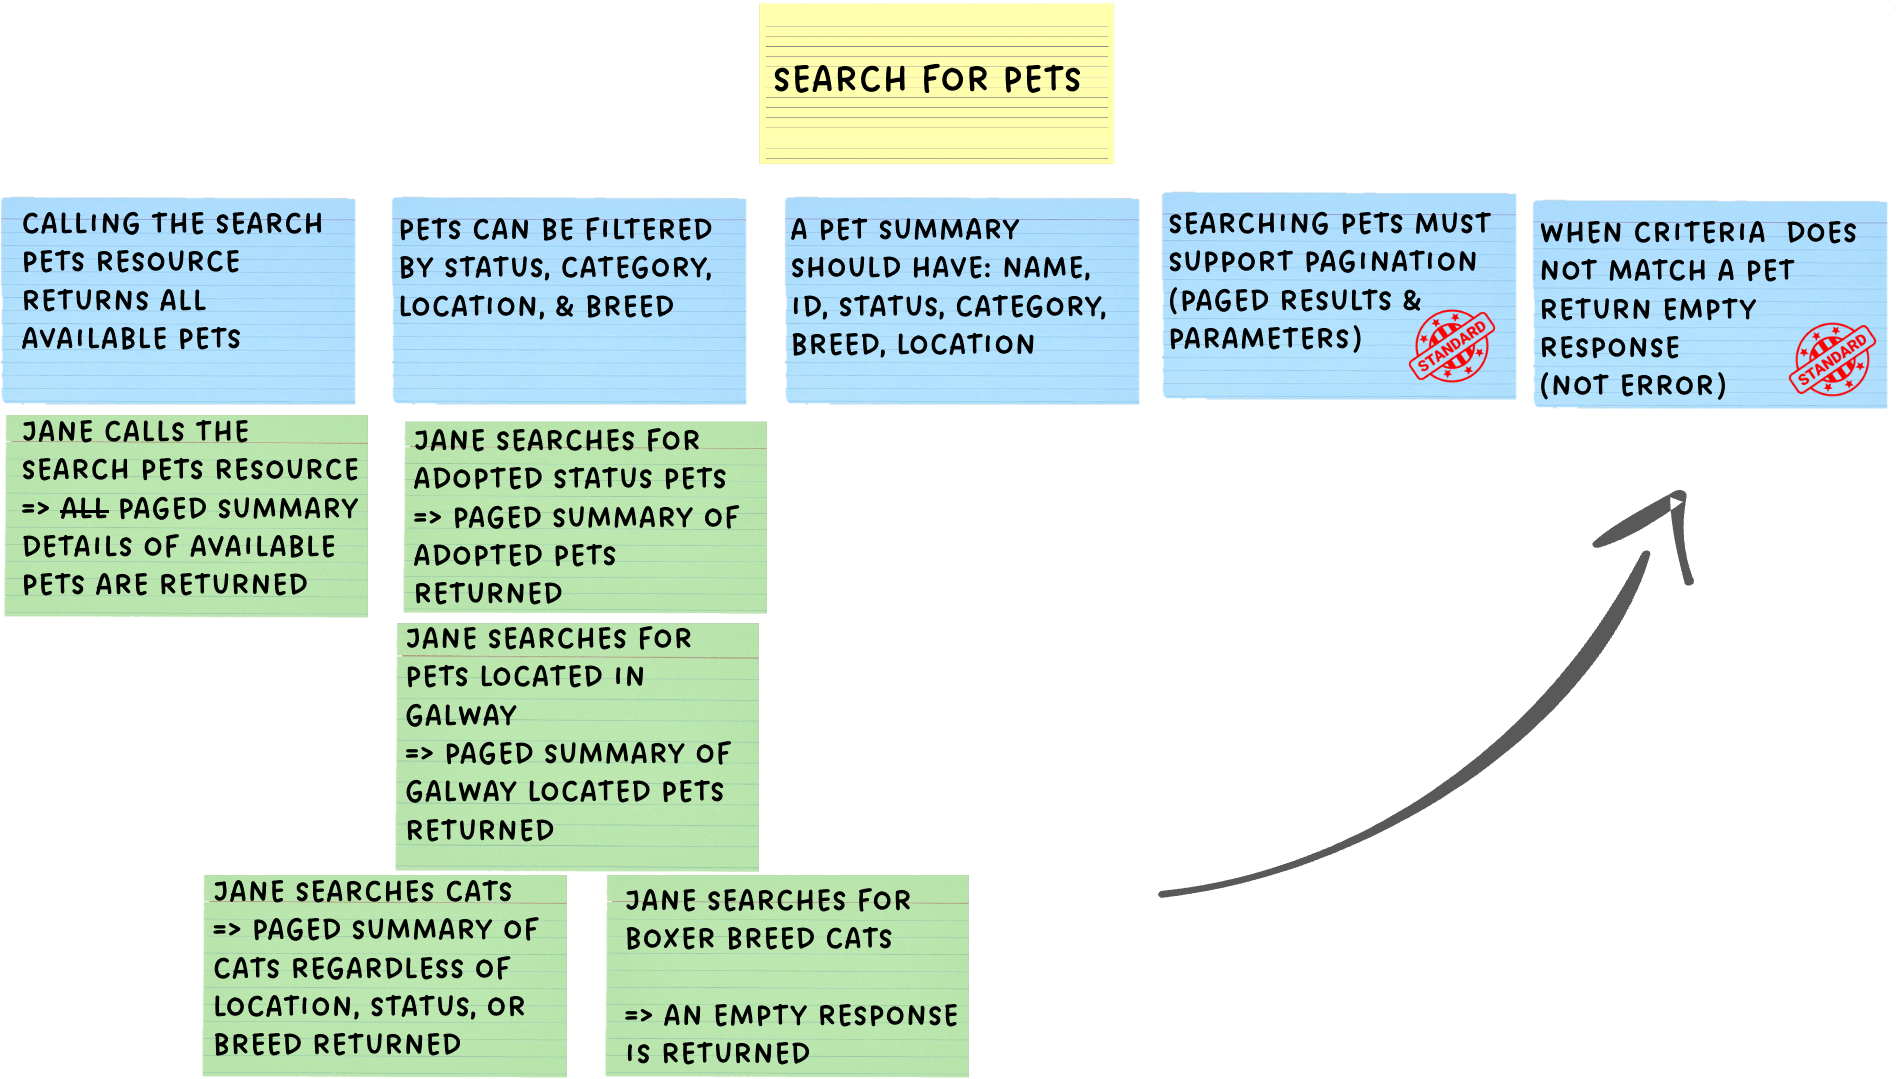 SEARCH FOR PETS
CALLING THE SEARCH
PETS RESOURCE
RETURNS ALL
AVAILABLE PETS
PETS CAN BE FILTERED
BY STATUS, CATEGORY,
LOCATION, & BREED
A PET SUMMARY
SHOULD HAVE: NAME,
ID, STATUS, CATEGORY,
BREED, LOCATION
SEARCHING PETS MUST
SUPPORT PAGINATION
(PAGED RESULTS &
PARAMETERS)
STANDARD
WHEN CRITERIA DOES
NOT MATCH A PET
RETURN EMPTY
RESPONSE
(NOT ERROR)
STANDARD
JANE CALLS THE
SEARCH PETS RESOURCE
=> ALL PAGED SUMMARY
DETAILS OF AVAILABLE
PETS ARE RETURNED
JANE SEARCHES FOR
ADOPTED STATUS PETS
=> PAGED SUMMARY OF
ADOPTED PETS
RETURNED
JANE SEARCHES FOR
PETS LOCATED IN
GALWAY
=> PAGED SUMMARY OF
GALWAY LOCATED PETS
RETURNED
JANE SEARCHES CATS
=> PAGED SUMMARY OF
CATS REGARDLESS OF
LOCATION, STATUS, OR
BREED RETURNED
JANE SEARCHES FOR
BOXER BREED CATS
=> AN EMPTY RESPONSE
IS RETURNED